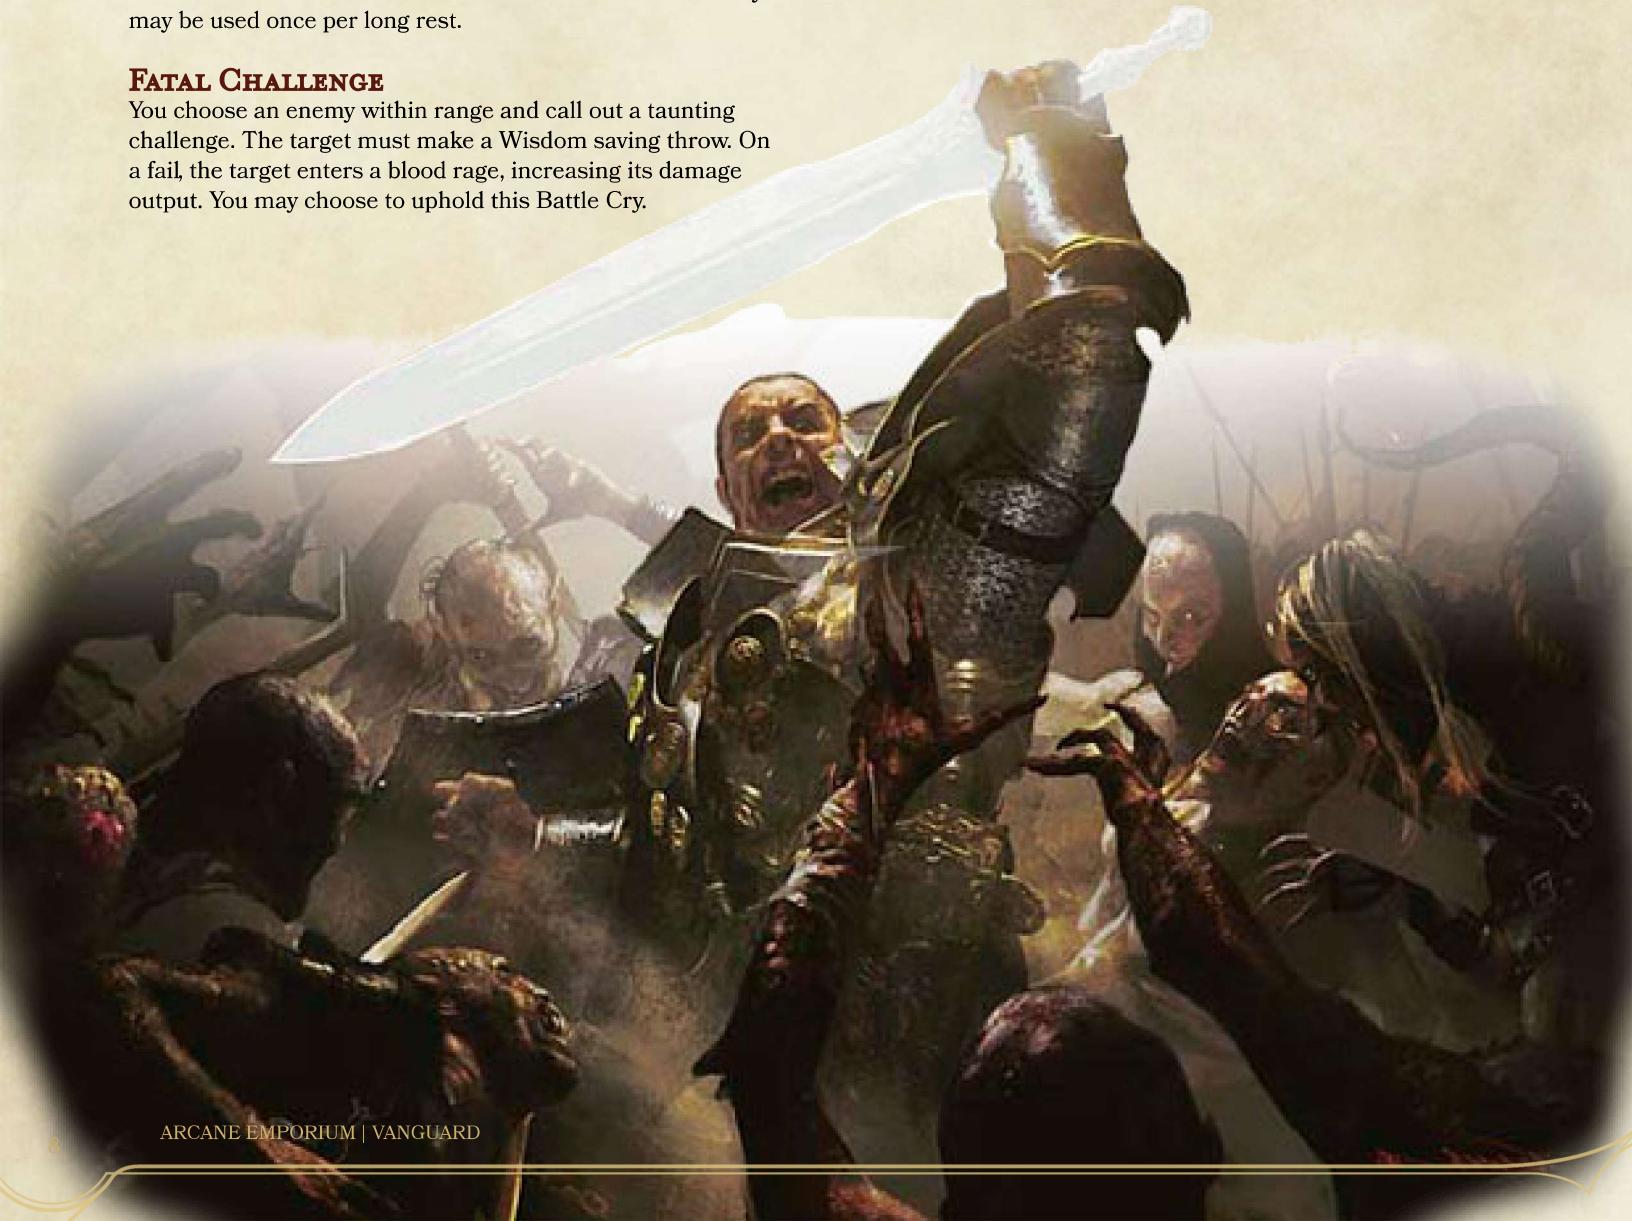 may be used once per long rest.
FATAL CHALLENGE
You choose an enemy within range and call out a taunting
challenge. The target must make a Wisdom saving throw. On
a fail, the target enters a blood rage, increasing its damage
output. You may choose to uphold this Battle Cry.
ARCANE EMPORIUM | VANGUARD
8